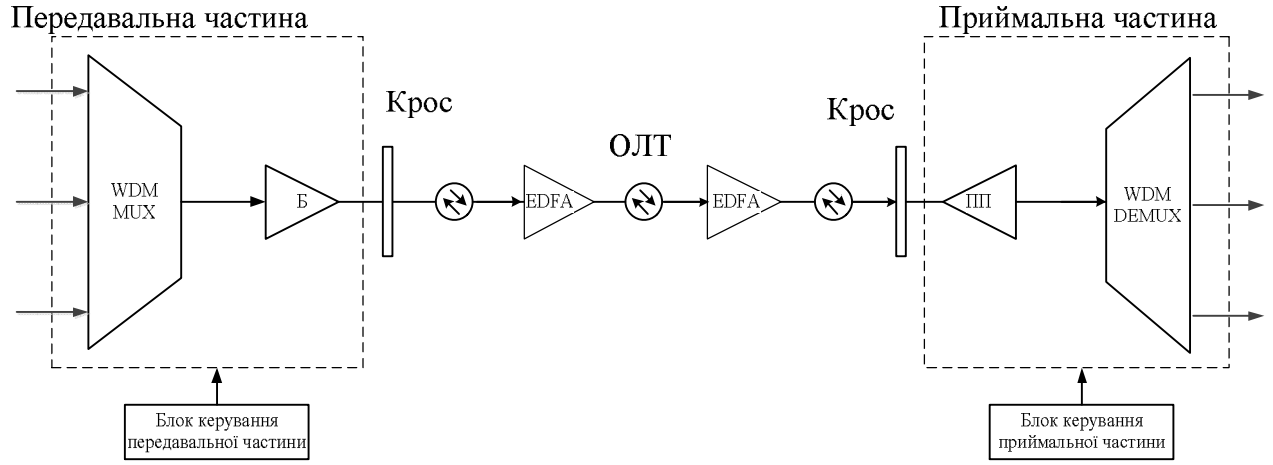 Передавальна частина
Приймальна частина
Крос
Крос
ОЛТ
WDM
MUX
Б
EDFA
EDFA
ПП
WDM
DEMUX
Блок керування
передавальної частини
Блок керування
приймальної частини